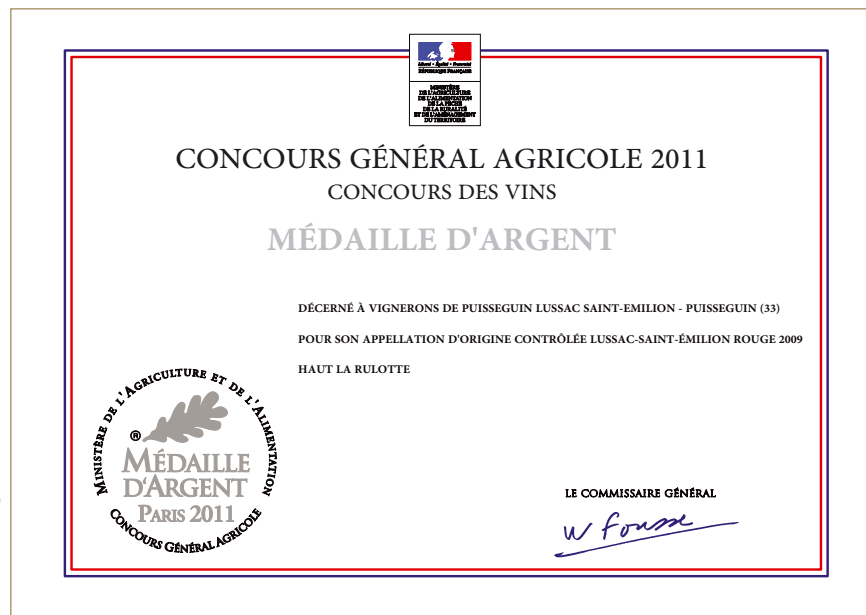 Liberté • Égalité • Fraternité
RÉPUBLIQUE FRANÇAISE
MINISTÈRE
DE L'AGRICULTURE
DE L'ALIMENTATION
DE LA PÊCHE
DE LA RURALITÉ
ET DE L'AMÉNAGEMENT
DU TERRITOIRE
CONCOURS GÉNÉRAL AGRICOLE 2011
CONCOURS DES VINS
MÉDAILLE D'ARGENT
DÉCERNÉ À VIGNERONS DE PUISSEGUIN LUSSAC SAINT-EMILION - PUISSEGUIN (33)
POUR SON APPELLATION D'ORIGINE CONTRÔLÉE LUSSAC-SAINT-ÉMILION ROUGE 2009
HAUT LA RULOTTE
MINISTÈRE DE L'AGRICULTURE ET DE L'ALIMENTATION
®
MÉDAILLE
D'ARGENT
PARIS 2011
CONCOURS GÉNÉRAL AGRICOLE
LE COMMISSAIRE GÉNÉRAL